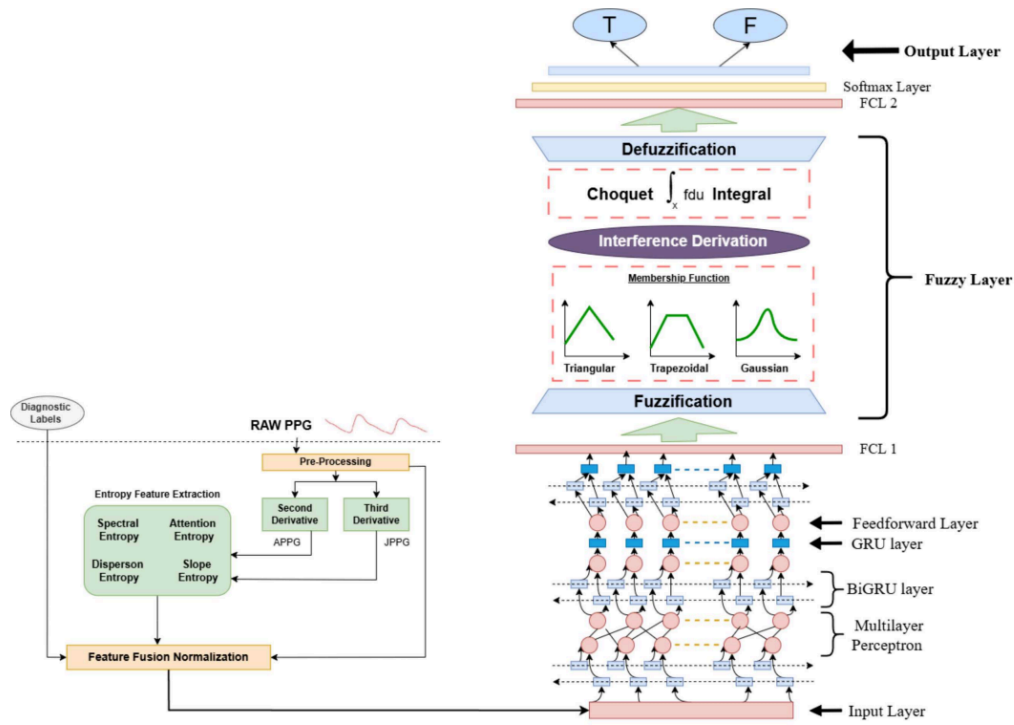 T
F
Output Layer
Softmax Layer
FCL 2
Defuzzification
Choquet ∫x fdu Integral
Interference Derivation
Membership Function
Triangular
Trapezoidal
Gaussian
Fuzzy Layer
Fuzzification
FCL 1
Diagnostic
Labels
RAW PPG
Pre-Processing
Second
Derivative
Third
Derivative
APPG
JPPG
Entropy Feature Extraction
Spectral
Entropy
Attention
Entropy
Disperson
Entropy
Slope
Entropy
Feature Fusion Normalization
Feedforward Layer
GRU layer
BiGRU layer
Multilayer
Perceptron
Input Layer